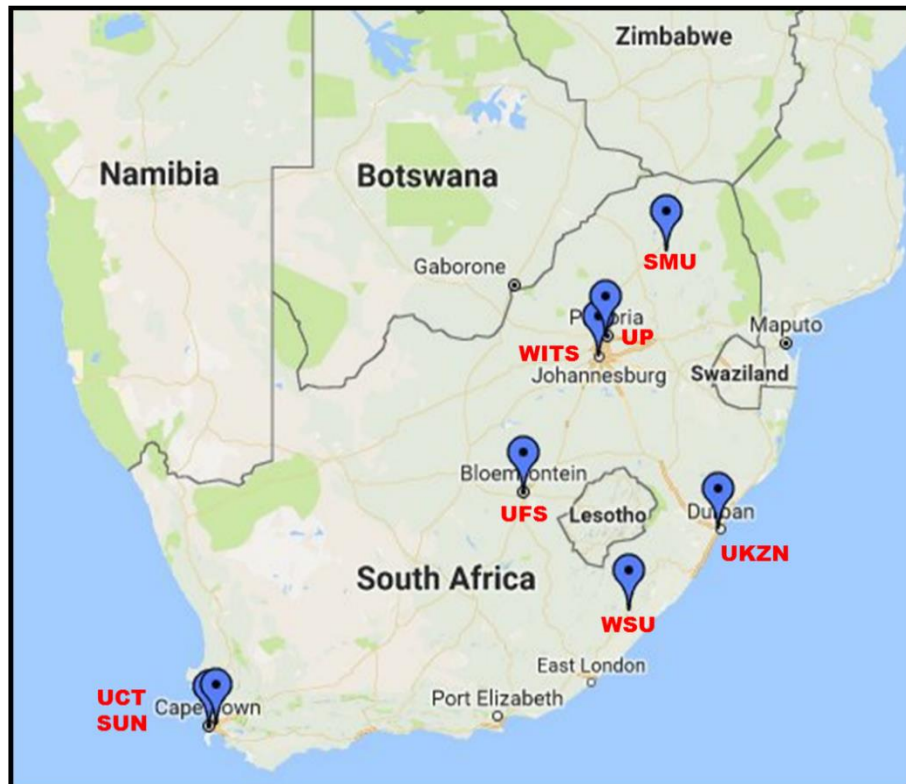 Zimbabwe
Namibia
Botswana
SMU
Gaborone
Pretoria
UP
Maputo
WITS
Johannesburg
Swaziland
Bloemfontein
UFS
Lesotho
Durban
UKZN
South Africa
WSU
East London
UCT
Port Elizabeth
Cape Town
SUN